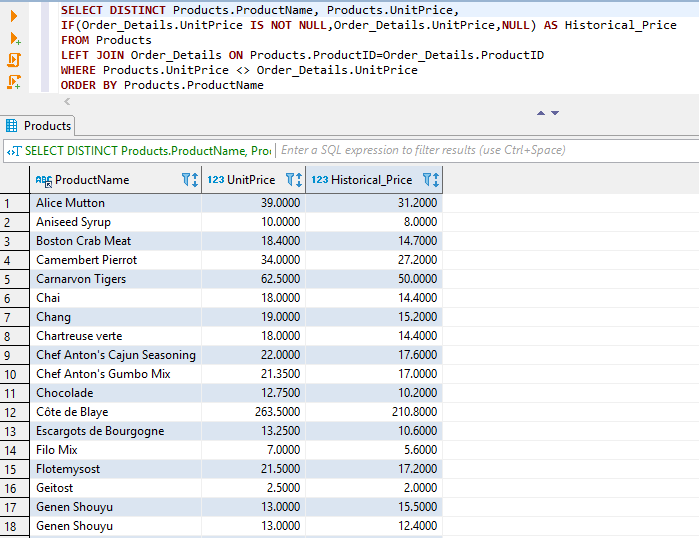 SELECT DISTINCT Products.ProductName, Products.UnitPrice,
IF(Order_Details.UnitPrice IS NOT NULL,Order_Details.UnitPrice,NULL) AS Historical_Price
FROM Products
LEFT JOIN Order_Details ON Products.ProductID=Order_Details.ProductID
WHERE Products.UnitPrice <> Order_Details.UnitPrice
ORDER BY Products.ProductName
Products
SELECT DISTINCT Products.ProductName, Pro Enter a SQL expression to filter results (use Ctrl+Space)
ABC ProductName 123 UnitPrice 123 Historical_Price
1 Alice Mutton 39.0000 31.2000
2 Aniseed Syrup 10.0000 8.0000
3 Boston Crab Meat 18.4000 14.7000
4 Camembert Pierrot 34.0000 27.2000
5 Carnarvon Tigers 62.5000 50.0000
6 Chai 18.0000 14.4000
7 Chang 19.0000 15.2000
8 Chartreuse verte 18.0000 14.4000
9 Chef Anton's Cajun Seasoning 22.0000 17.6000
10 Chef Anton's Gumbo Mix 21.3500 17.0000
11 Chocolade 12.7500 10.2000
12 Côte de Blaye 263.5000 210.8000
13 Escargots de Bourgogne 13.2500 10.6000
14 Filo Mix 7.0000 5.6000
15 Flotemysost 21.5000 17.2000
16 Geitost 2.5000 2.0000
17 Genen Shouyu 13.0000 15.5000
18 Genen Shouyu 13.0000 12.4000